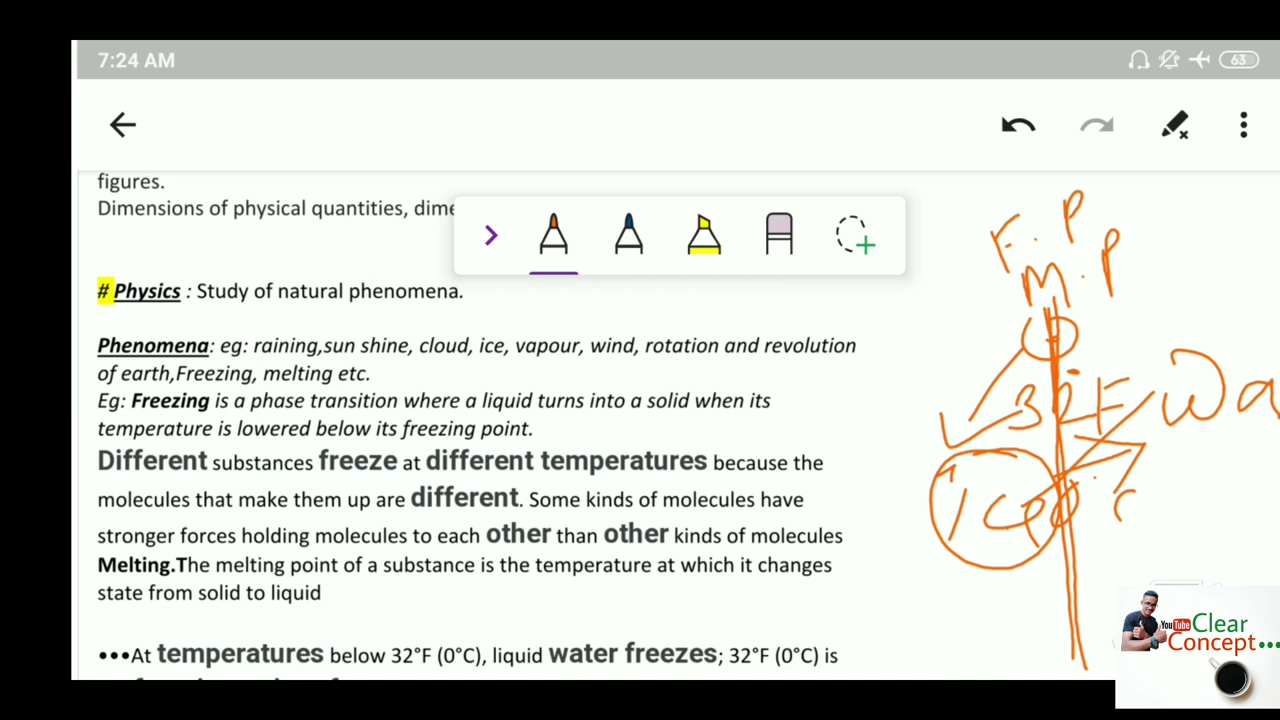 7:24 AM
63
figures.
Dimensions of physical quantities, dime
# Physics : Study of natural phenomena.
Phenomena: eg: raining,sun shine, cloud, ice, vapour, wind, rotation and revolution
of earth,Freezing, melting etc.
Eg: Freezing is a phase transition where a liquid turns into a solid when its
temperature is lowered below its freezing point.
Different substances freeze at different temperatures because the
molecules that make them up are different. Some kinds of molecules have
stronger forces holding molecules to each other than other kinds of molecules
Melting.The melting point of a substance is the temperature at which it changes
state from solid to liquid
•••At temperatures below 32°F (0°C), liquid water freezes; 32°F (0°C) is
F.P
M.P
32°F
Wa
Ice
YouTube Clear
Concept•••